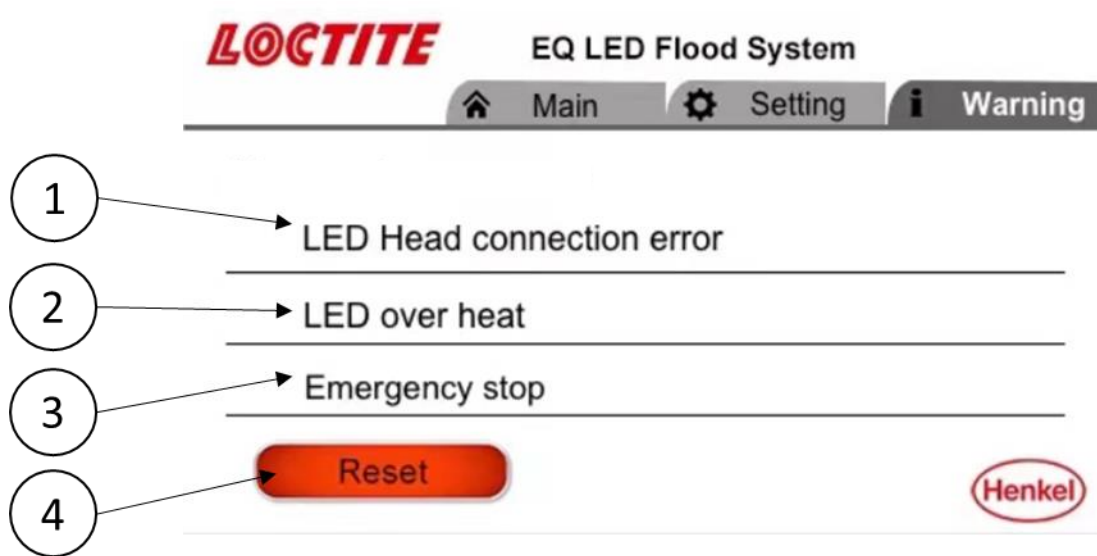 LOCTITE EQ LED Flood System
Main Setting i Warning
1 LED Head connection error
2 LED over heat
3 Emergency stop
4 Reset
Henkel